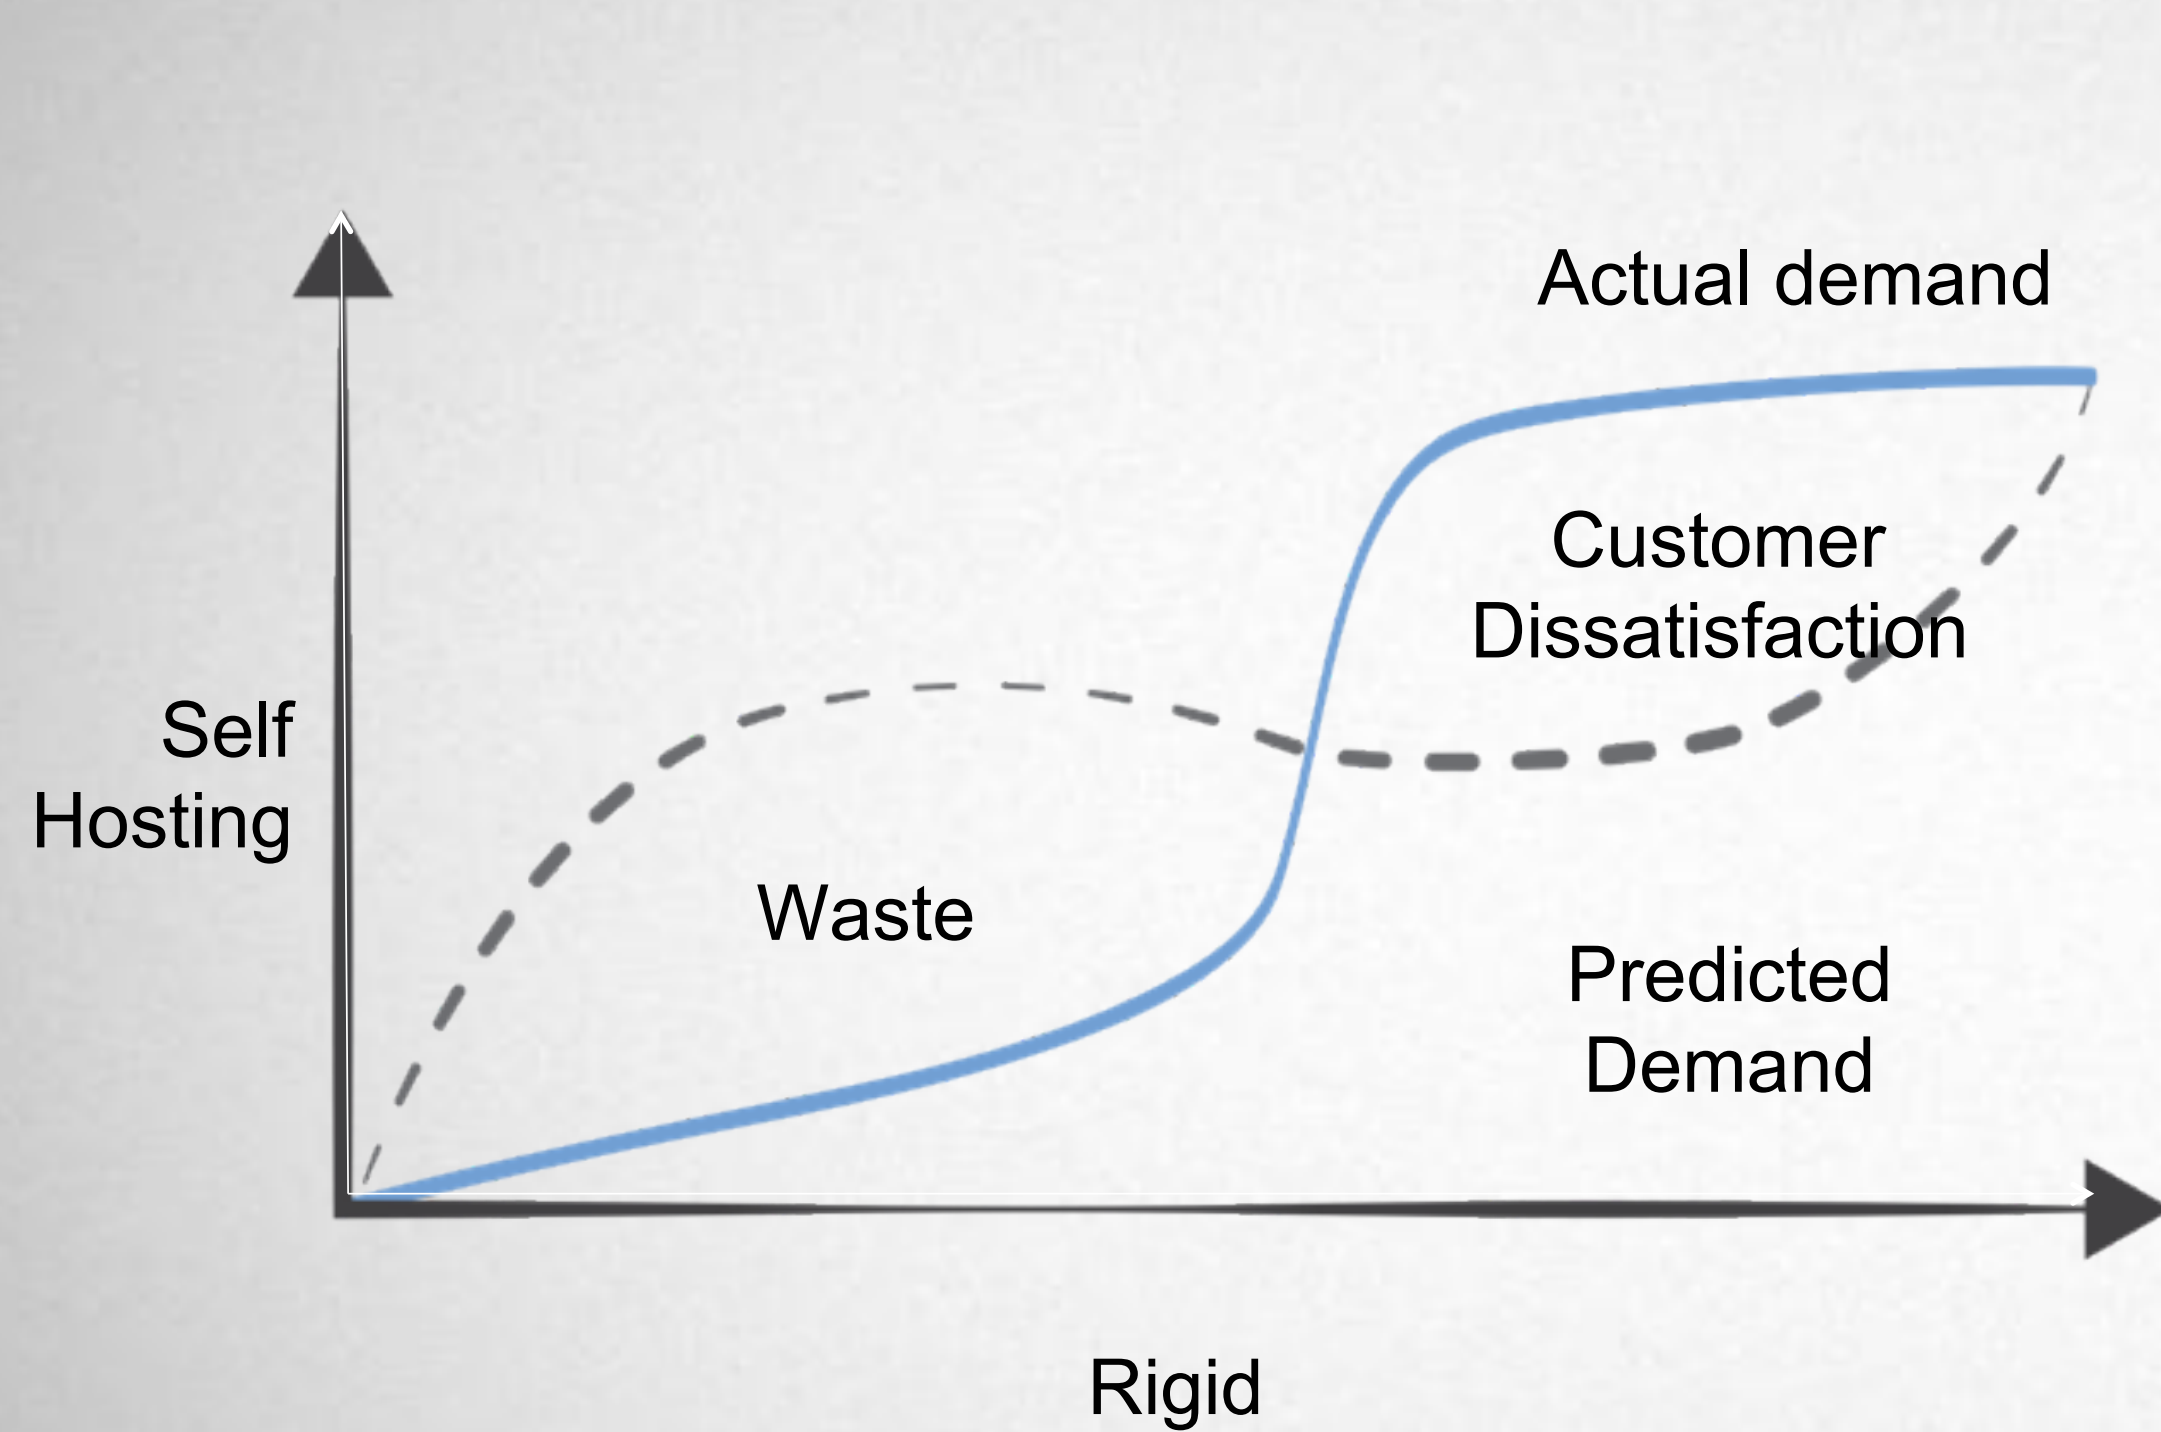 Actual demand
Customer
Dissatisfaction
Self
Hosting
Waste
Predicted
Demand
Rigid